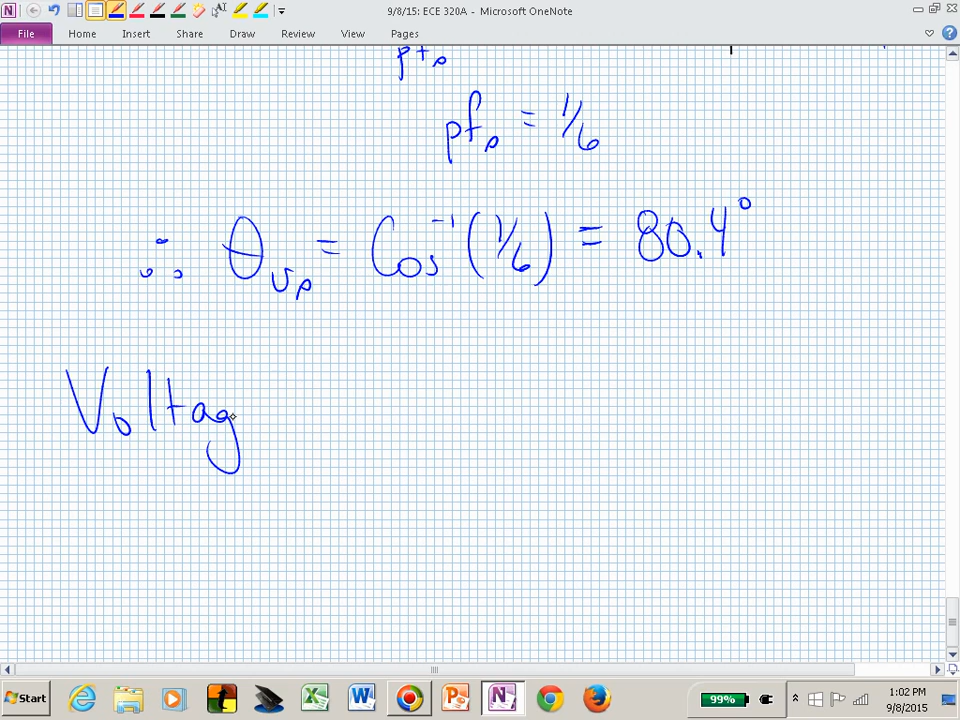 9/8/15: ECE 320A - Microsoft OneNote
File Home Insert Share Draw Review View Pages
pfₚ = 1/6
∴ θ_vₚ = Cos⁻¹(1/6) = 80.4°
Voltag
Start
99%
1:02 PM
9/8/2015